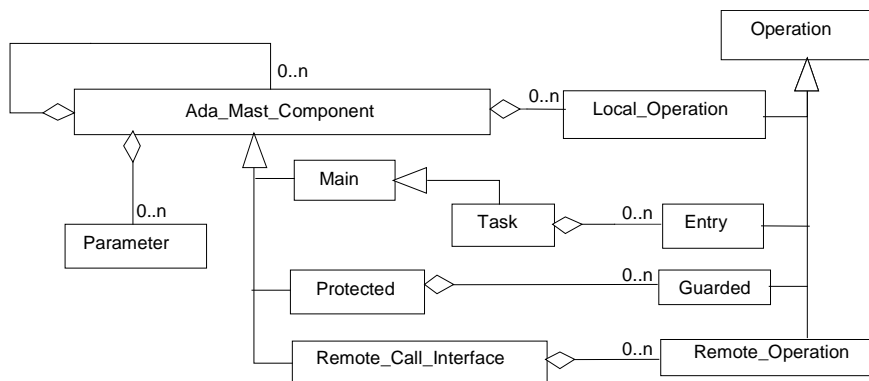 Operation
0..n
0..n
Ada_Mast_Component
Local_Operation
Main
0..n
0..n
Parameter
Task
Entry
0..n
Protected
Guarded
0..n
Remote_Call_Interface
Remote_Operation